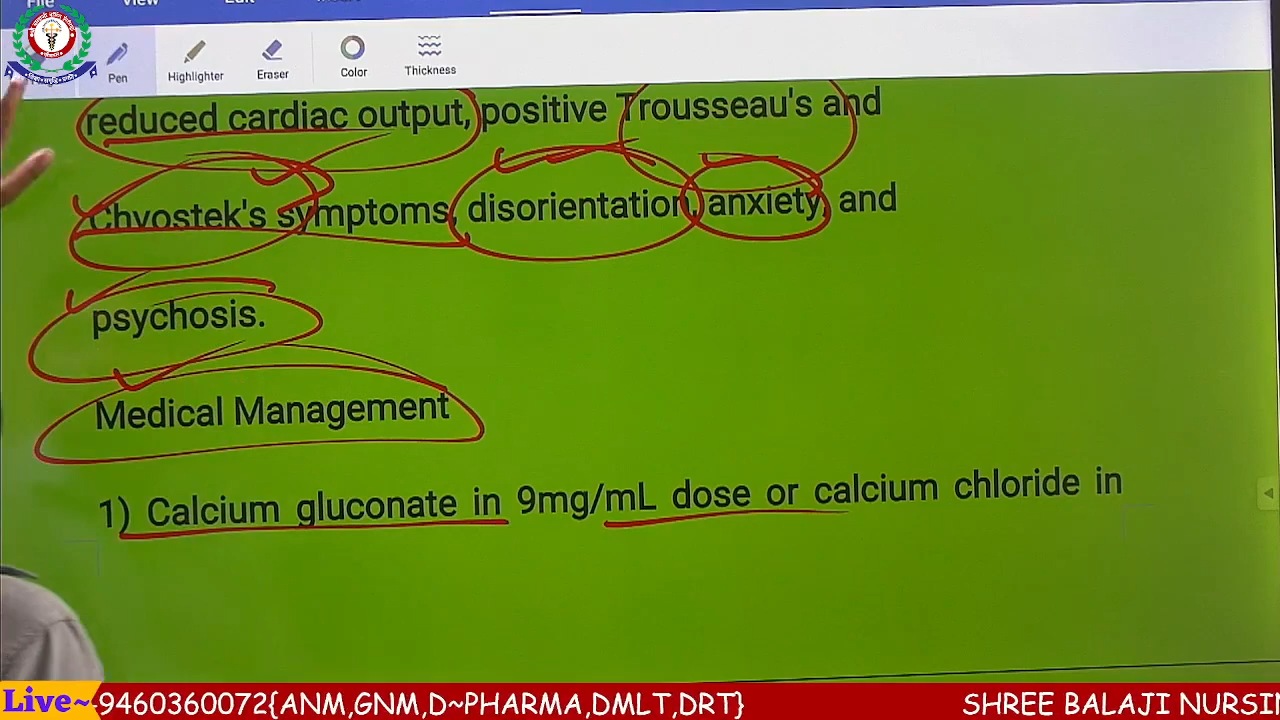 View
Edit
Pen
Highlighter
Eraser
Color
Thickness
reduced cardiac output, positive Trousseau's and
Chvostek's symptoms, disorientation, anxiety, and
psychosis.
Medical Management
1) Calcium gluconate in 9mg/mL dose or calcium chloride in
Live~ 9460360072{ANM,GNM,D~PHARMA,DMLT,DRT} SHREE BALAJI NURSIN